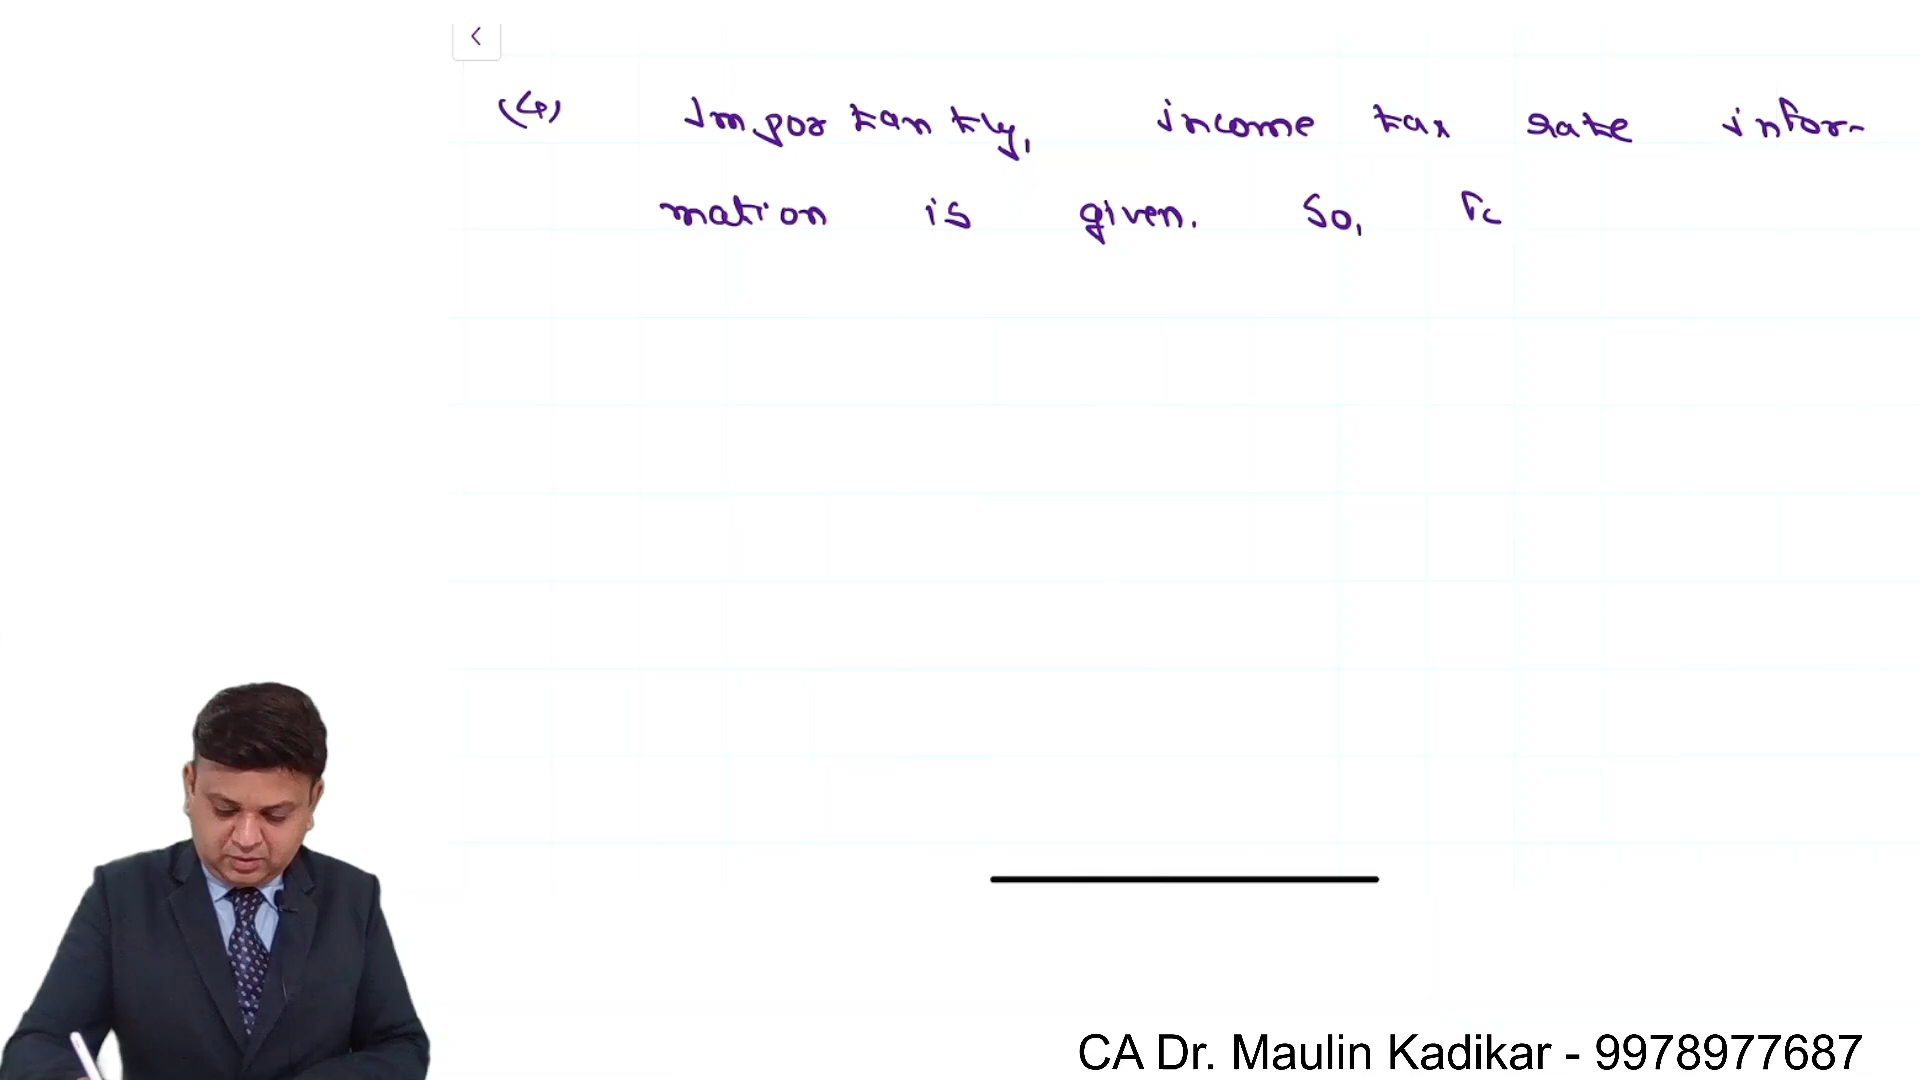 (4) Importantly, income tax rate infor-
mation is given. So,
CA Dr. Maulin Kadikar - 9978977687